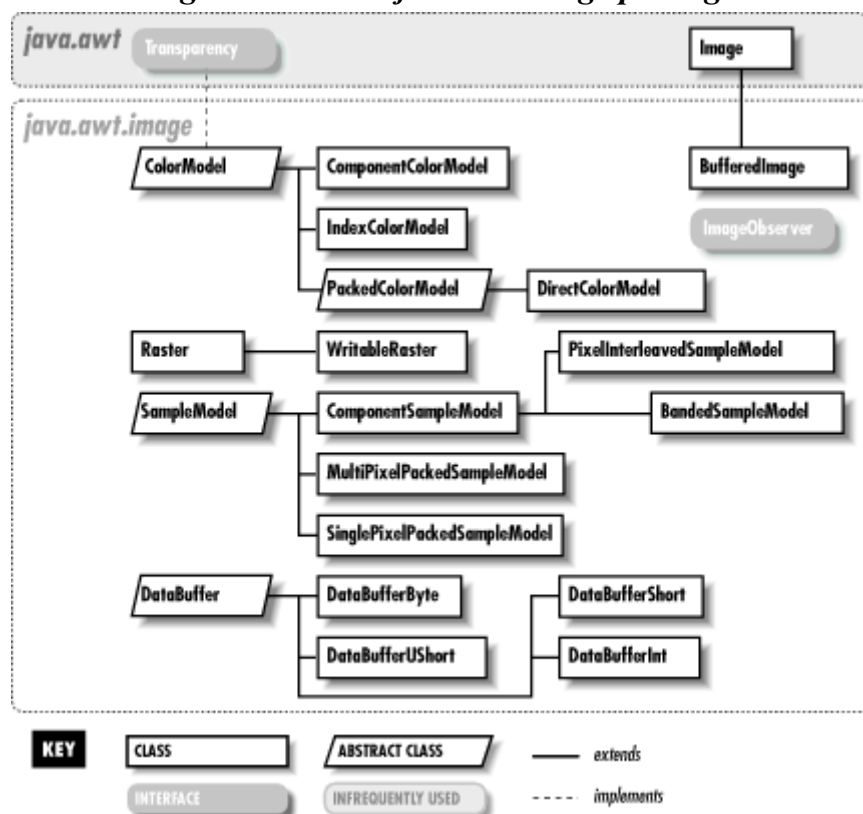 java.awt
Transparency
Image
java.awt.image
ColorModel
ComponentColorModel
BufferedImage
IndexColorModel
ImageObserver
PackedColorModel
DirectColorModel
Raster
WritableRaster
PixelInterleavedSampleModel
SampleModel
ComponentSampleModel
BandedSampleModel
MultiPixelPackedSampleModel
SinglePixelPackedSampleModel
DataBuffer
DataBufferByte
DataBufferShort
DataBufferUShort
DataBufferInt
KEY
CLASS
ABSTRACT CLASS
extends
INTERFACE
INFREQUENTLY USED
implements